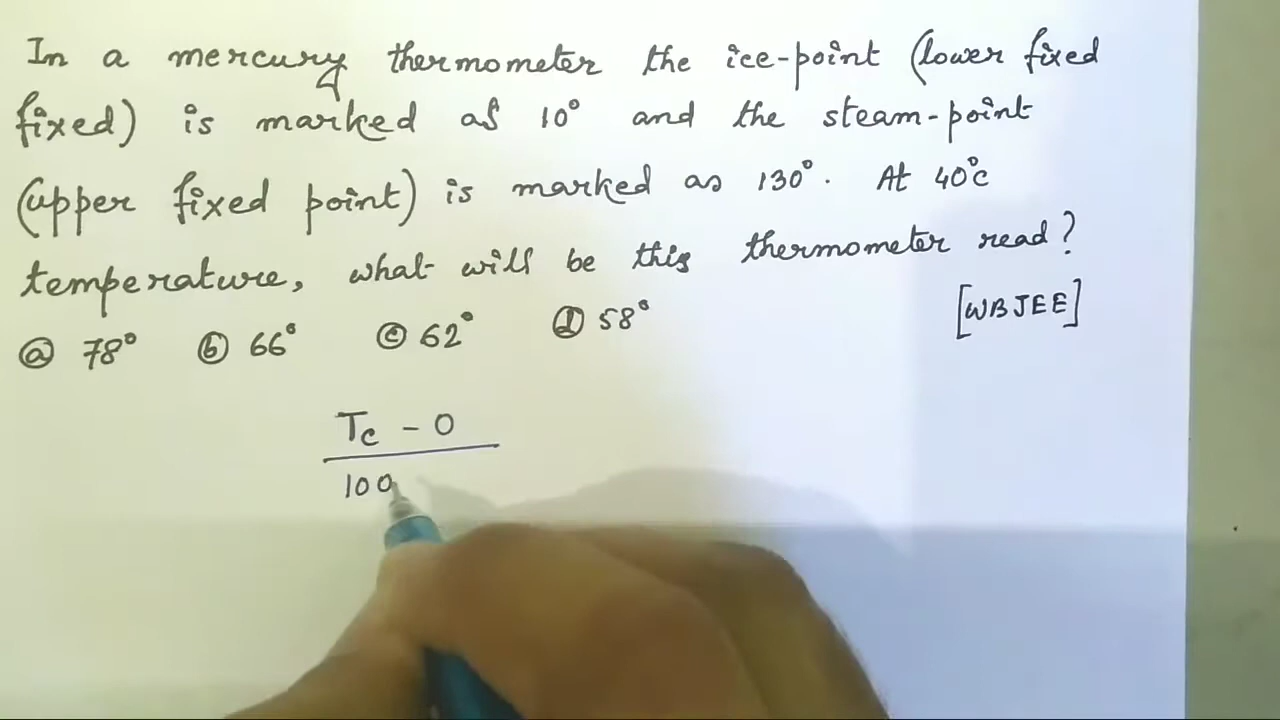 In a mercury thermometer the ice-point (lower fixed
fixed) is marked as 10° and the steam-point
(upper fixed point) is marked as 130°. At 40°c
temperature, what will be this thermometer read?
[WBJEE]
ⓐ 78° ⓑ 66° ⓒ 62° ⓓ 58°
Tc - 0
100